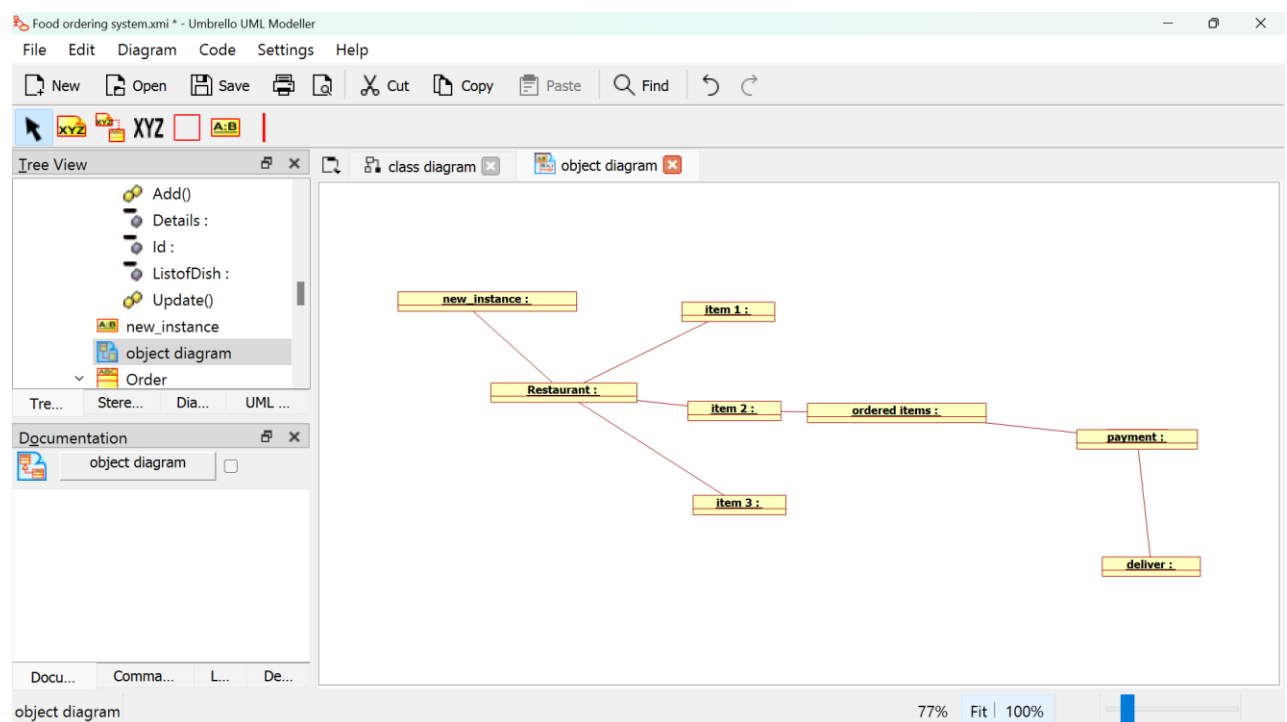 Food ordering system.xmi * - Umbrello UML Modeller
File Edit Diagram Code Settings Help
New Open Save Cut Copy Paste Find
XYZ XYZ XYZ A:B
Tree View
class diagram
object diagram
Add()
Details :
Id :
ListofDish :
Update()
A:B new_instance
object diagram
ABC Order
Tre... Stere... Dia... UML ...
Documentation
object diagram
Docu... Comma... L... De...
new_instance :
item 1 :
Restaurant :
item 2 :
ordered items :
payment :
item 3 :
deliver :
object diagram
77% Fit 100%